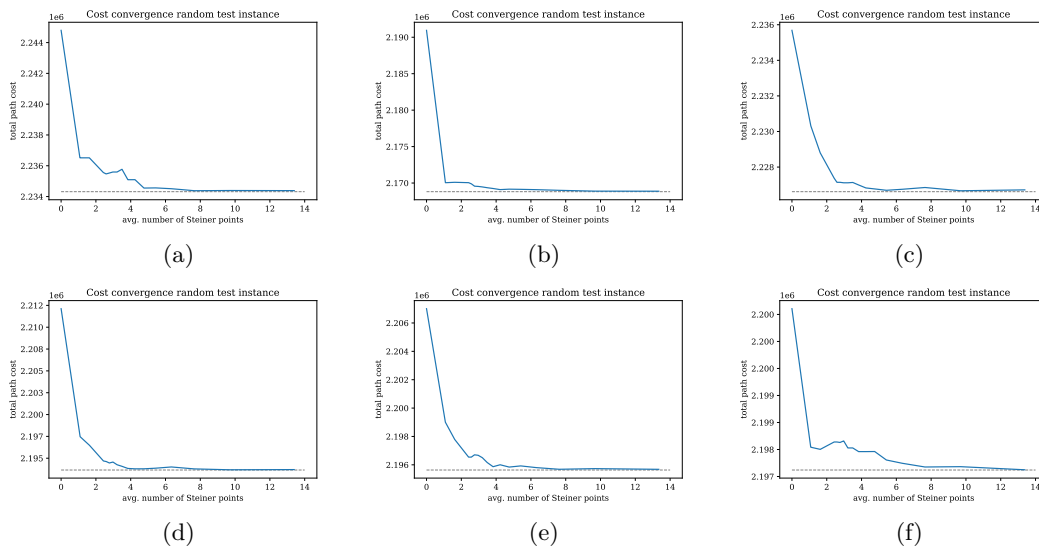 Cost convergence random test instance
1e6
2.244
2.242
2.240
2.238
2.236
2.235
2.234
total path cost
0 2 4 6 8 10 12 14
avg. number of Steiner points
(a)
Cost convergence random test instance
1e6
2.190
2.185
2.180
2.175
2.170
total path cost
0 2 4 6 8 10 12 14
avg. number of Steiner points
(b)
Cost convergence random test instance
1e6
2.236
2.235
2.233
2.231
2.230
2.228
total path cost
0 2 4 6 8 10 12 14
avg. number of Steiner points
(c)
Cost convergence random test instance
1e6
2.212
2.210
2.208
2.205
2.203
2.200
2.197
2.195
total path cost
0 2 4 6 8 10 12 14
avg. number of Steiner points
(d)
Cost convergence random test instance
1e6
2.206
2.204
2.202
2.200
2.198
2.196
total path cost
0 2 4 6 8 10 12 14
avg. number of Steiner points
(e)
Cost convergence random test instance
1e6
2.200
2.200
2.199
2.198
2.198
2.197
total path cost
0 2 4 6 8 10 12 14
avg. number of Steiner points
(f)